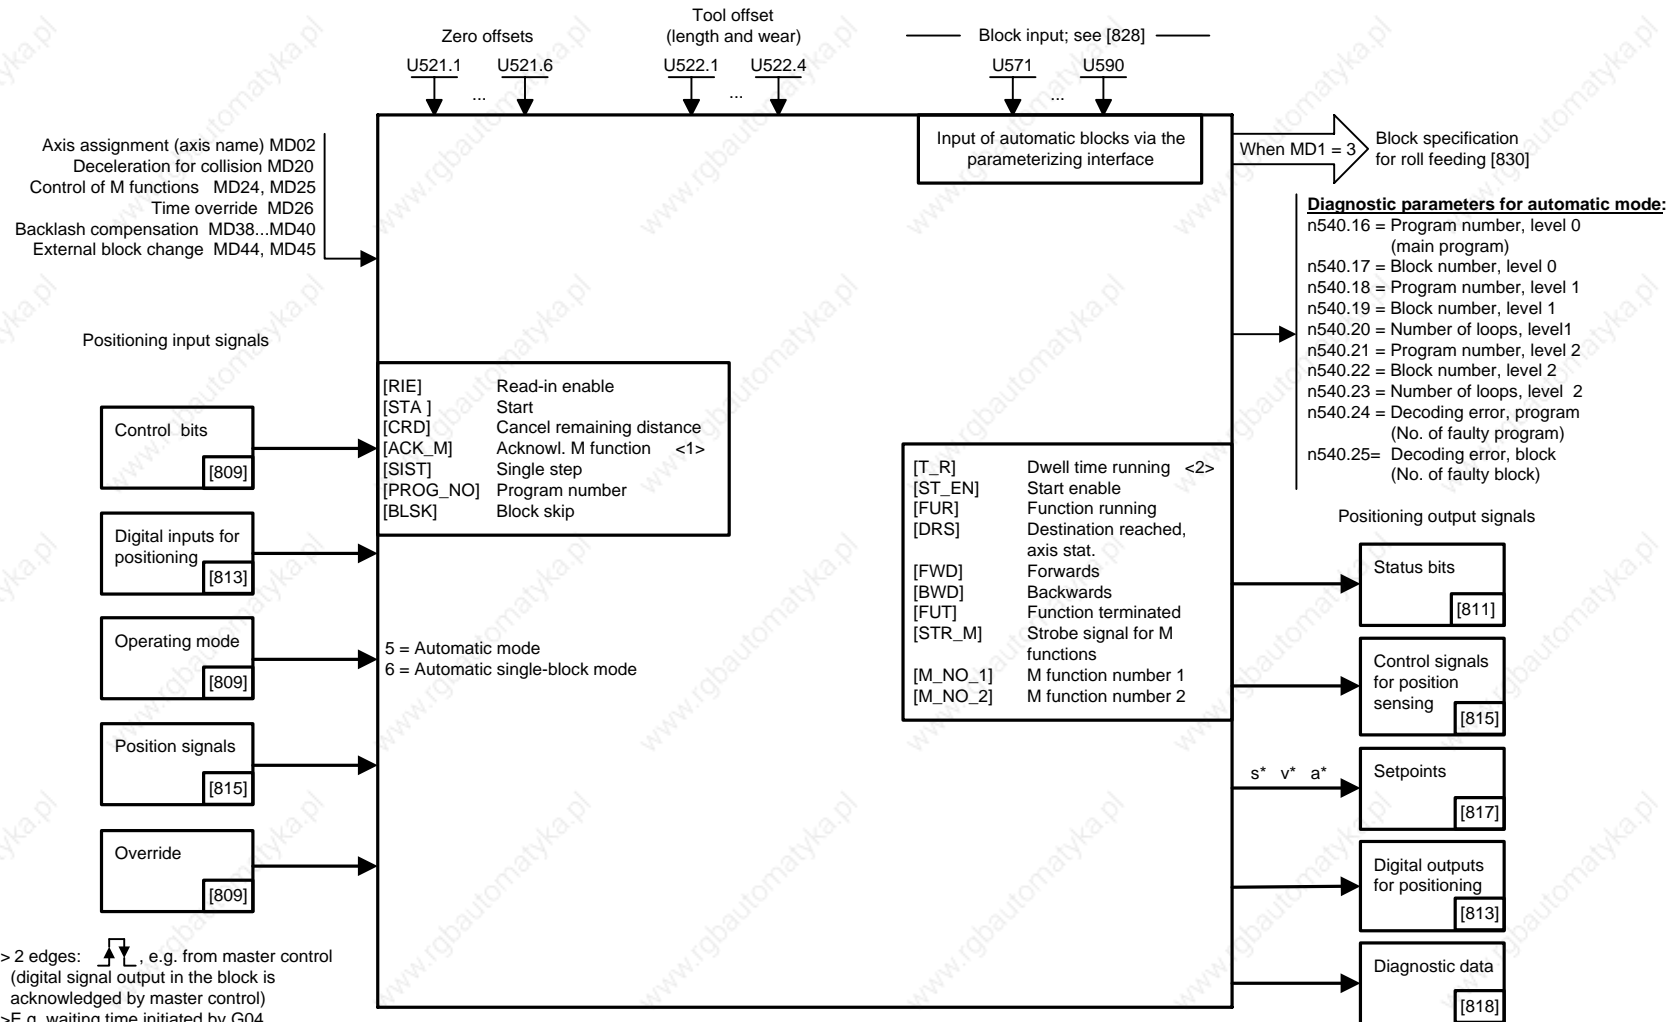 Zero offsets
Tool offset
(length and wear)
Block input; see [828]
U521.1
...
U521.6
U522.1
...
U522.4
U571
...
U590
Axis assignment (axis name) MD02
Deceleration for collision MD20
Control of M functions MD24, MD25
Time override MD26
Backlash compensation MD38...MD40
External block change MD44, MD45
Input of automatic blocks via the
parameterizing interface
When MD1 = 3
Block specification
for roll feeding [830]
Diagnostic parameters for automatic mode:
n540.16 = Program number, level 0
(main program)
n540.17 = Block number, level 0
n540.18 = Program number, level 1
n540.19 = Block number, level 1
n540.20 = Number of loops, level1
n540.21 = Program number, level 2
n540.22 = Block number, level 2
n540.23 = Number of loops, level 2
n540.24 = Decoding error, program
(No. of faulty program)
n540.25= Decoding error, block
(No. of faulty block)
Positioning input signals
Control bits
[809]
Digital inputs for
positioning
[813]
Operating mode
[809]
Position signals
[815]
Override
[809]
[RIE] Read-in enable
[STA ] Start
[CRD] Cancel remaining distance
[ACK_M] Acknowl. M function <1>
[SIST] Single step
[PROG_NO] Program number
[BLSK] Block skip
5 = Automatic mode
6 = Automatic single-block mode
[T_R] Dwell time running <2>
[ST_EN] Start enable
[FUR] Function running
[DRS] Destination reached,
axis stat.
[FWD] Forwards
[BWD] Backwards
[FUT] Function terminated
[STR_M] Strobe signal for M
functions
[M_NO_1] M function number 1
[M_NO_2] M function number 2
Positioning output signals
Status bits
[811]
Control signals
for position
sensing
[815]
s* v* a*
Setpoints
[817]
Digital outputs
for positioning
[813]
Diagnostic data
[818]
> 2 edges: , e.g. from master control
(digital signal output in the block is
acknowledged by master control)
>E.g. waiting time initiated by G04
www.rgbautomatyka.pl